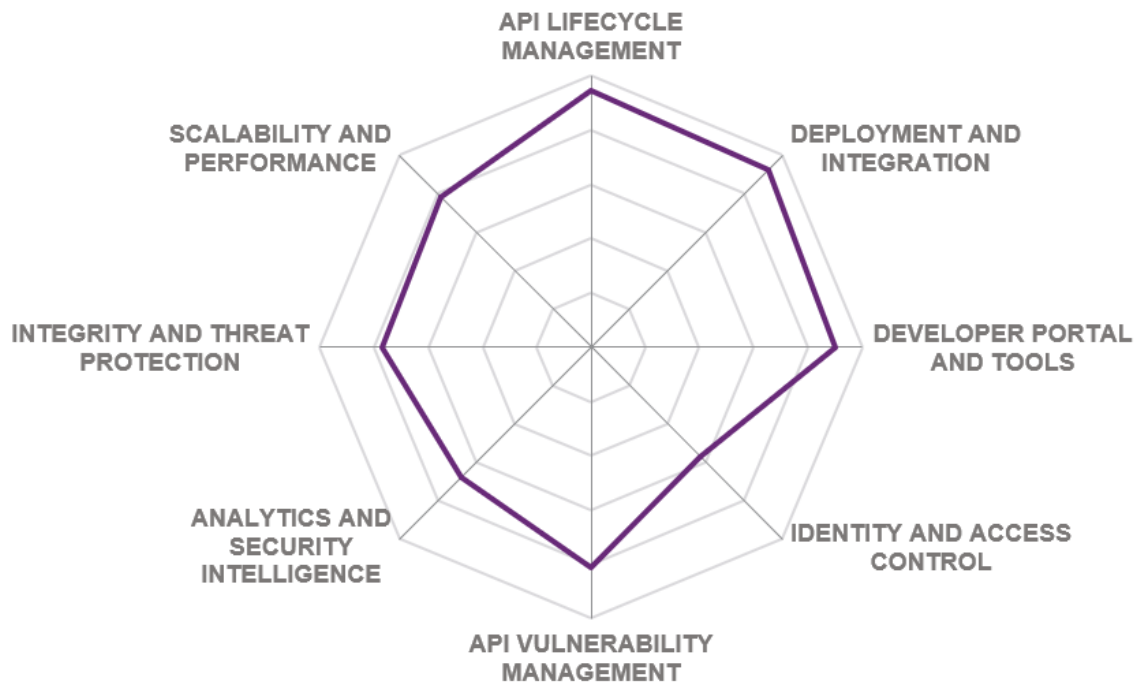 API LIFECYCLE
MANAGEMENT
SCALABILITY AND
PERFORMANCE
DEPLOYMENT AND
INTEGRATION
INTEGRITY AND THREAT
PROTECTION
DEVELOPER PORTAL
AND TOOLS
ANALYTICS AND
SECURITY
INTELLIGENCE
IDENTITY AND ACCESS
CONTROL
API VULNERABILITY
MANAGEMENT